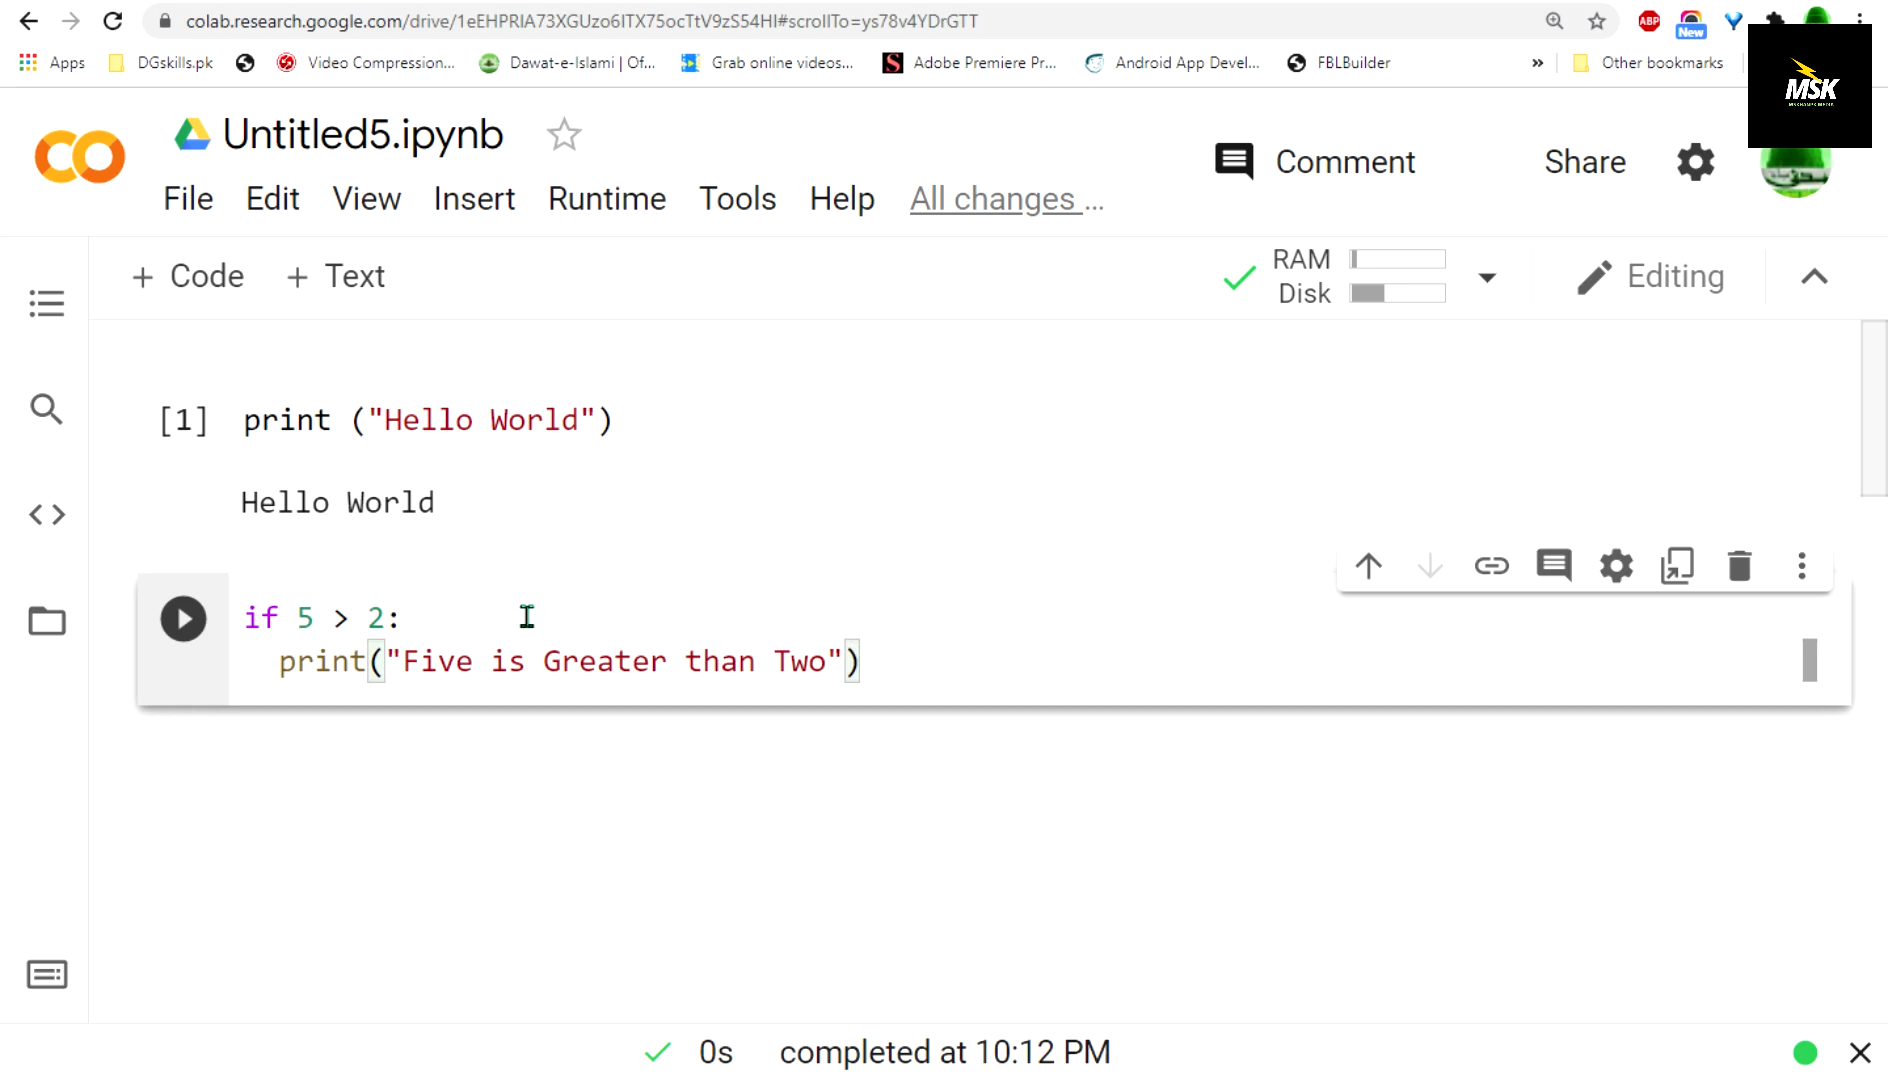 colab.research.google.com/drive/1eEHPRIA73XGUzo6ITX75ocTtV9zS54HI#scrollTo=ys78v4YDrGTT
ABP
New
Apps
DGskills.pk
Video Compression...
Dawat-e-Islami | Of...
Grab online videos...
Adobe Premiere Pr...
Android App Devel...
FBLBuilder
»
Other bookmarks
MSK
Untitled5.ipynb
Comment
Share
File Edit View Insert Runtime Tools Help All changes ...
+ Code + Text
RAM
Disk
Editing
[1] print ("Hello World")
Hello World
if 5 > 2:
print("Five is Greater than Two")
0s completed at 10:12 PM